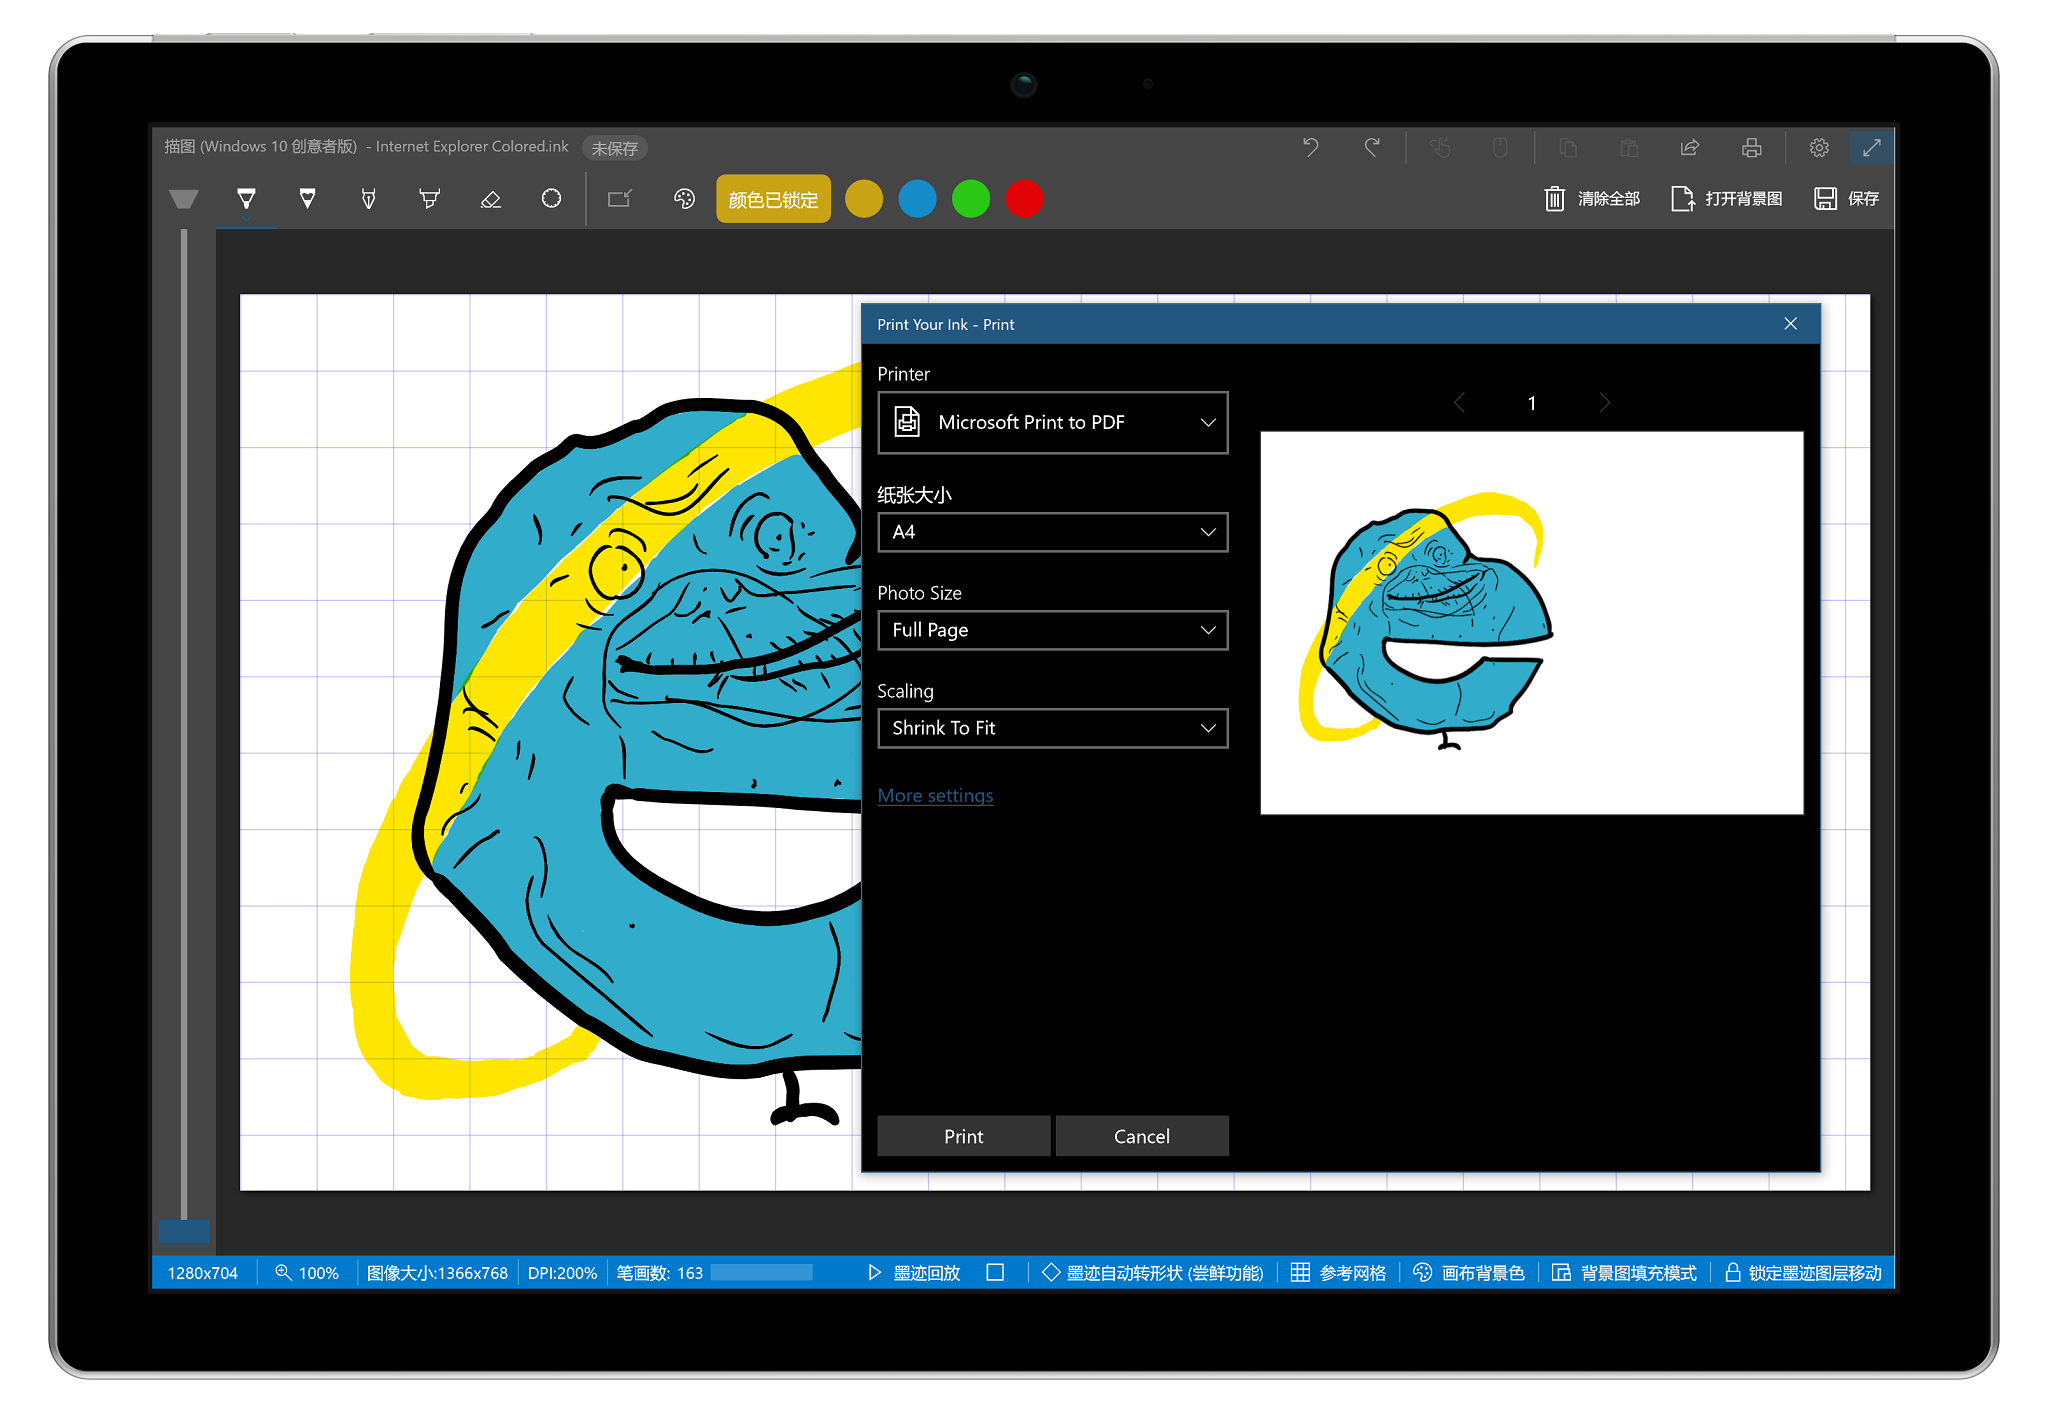 描图 (Windows 10 创意者版) - Internet Explorer Colored.ink 未保存
颜色已锁定 清除全部 打开背景图 保存
Print Your Ink - Print
Printer
Microsoft Print to PDF
纸张大小
A4
Photo Size
Full Page
Scaling
Shrink To Fit
More settings
Print Cancel
1
1280x704 100% 图像大小:1366x768 DPI:200% 笔画数: 163 墨迹回放 墨迹自动转形状 (尝鲜功能) 参考网格 画布背景色 背景图填充模式 锁定墨迹图层移动